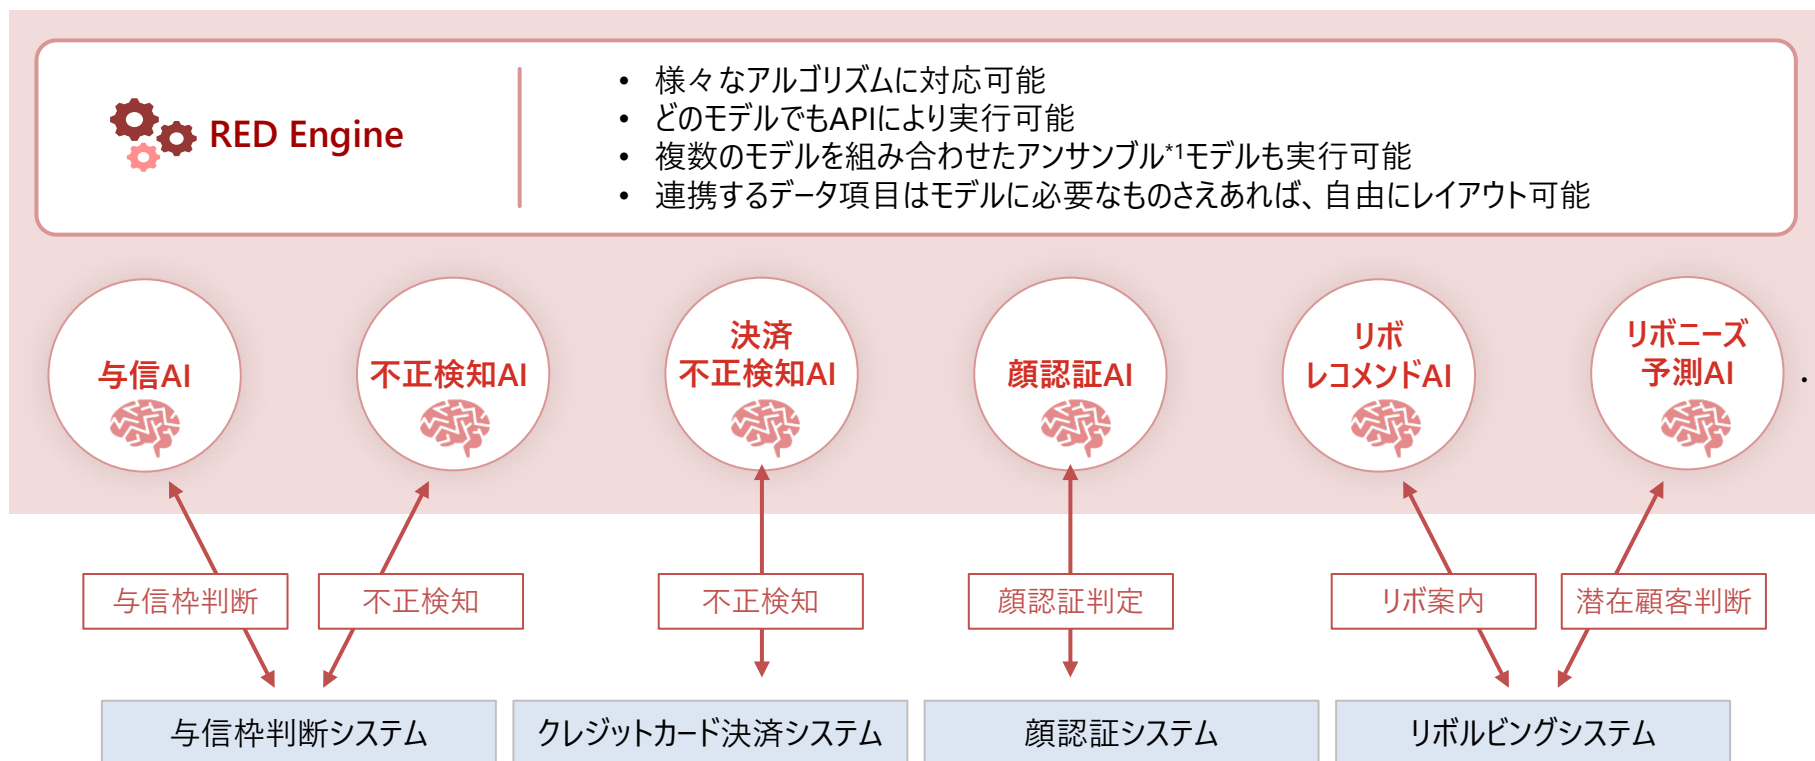 RED Engine
• 様々なアルゴリズムに対応可能
• どのモデルでもAPIにより実行可能
• 複数のモデルを組み合わせたアンサンブル*1モデルも実行可能
• 連携するデータ項目はモデルに必要なものさえあれば、自由にレイアウト可能
与信AI
不正検知AI
決済
不正検知AI
顔認証AI
リボ
レコメンドAI
リボニーズ
予測AI
.
与信枠判断
不正検知
不正検知
顔認証判定
リボ案内
潜在顧客判断
与信枠判断システム
クレジットカード決済システム
顔認証システム
リボルビングシステム